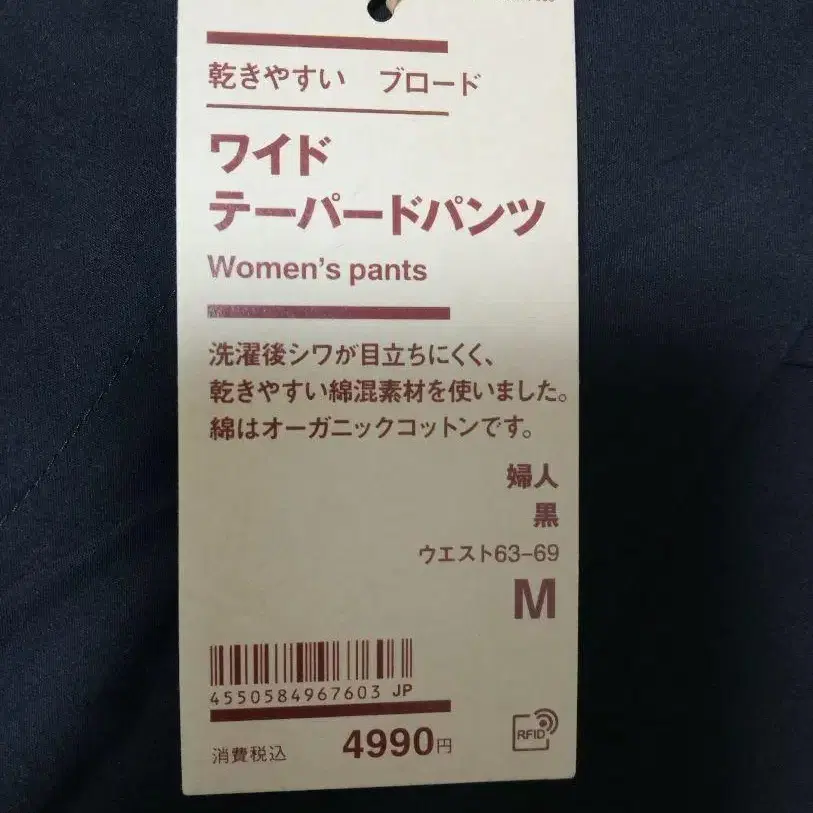 乾きやすい ブロード
ワイド
テーパードパンツ
Women's pants
洗濯後シワが目立ちにくく、
乾きやすい綿混素材を使いました。
綿はオーガニックコットンです。
婦人
黒
ウエスト63-69
M
4550584967603 JP
消費税込 4990円
RFID